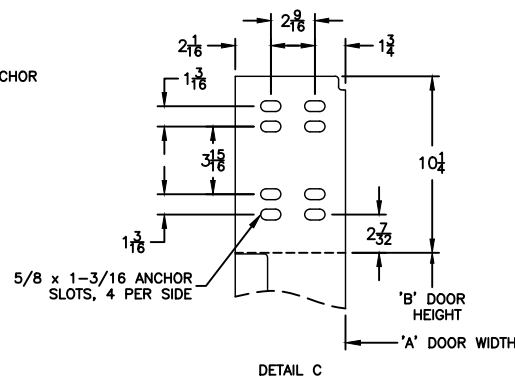 2 9/16
2 1/16
1 3/4
CHOR
1 3/16
3 15/16
10 1/4
1 3/16
2 7/32
5/8 x 1-3/16 ANCHOR
SLOTS, 4 PER SIDE
'B' DOOR
HEIGHT
'A' DOOR WIDTH
DETAIL C